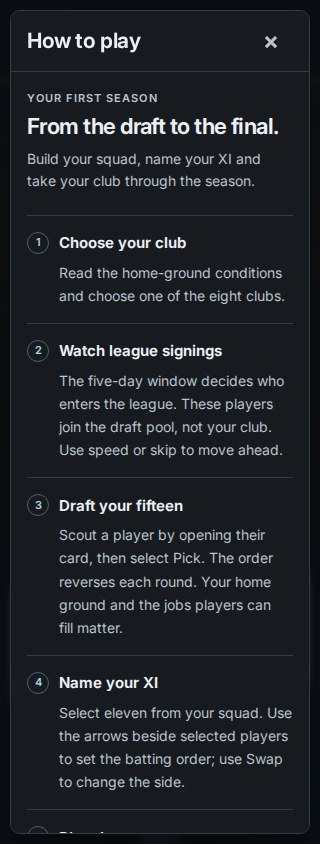 How to play
×
YOUR FIRST SEASON
From the draft to the final.
Build your squad, name your XI and
take your club through the season.
1 Choose your club
Read the home-ground conditions
and choose one of the eight clubs.
2 Watch league signings
The five-day window decides who
enters the league. These players
join the draft pool, not your club.
Use speed or skip to move ahead.
3 Draft your fifteen
Scout a player by opening their
card, then select Pick. The order
reverses each round. Your home
ground and the jobs players can
fill matter.
4 Name your XI
Select eleven from your squad. Use
the arrows beside selected players
to set the batting order; use Swap
to change the side.